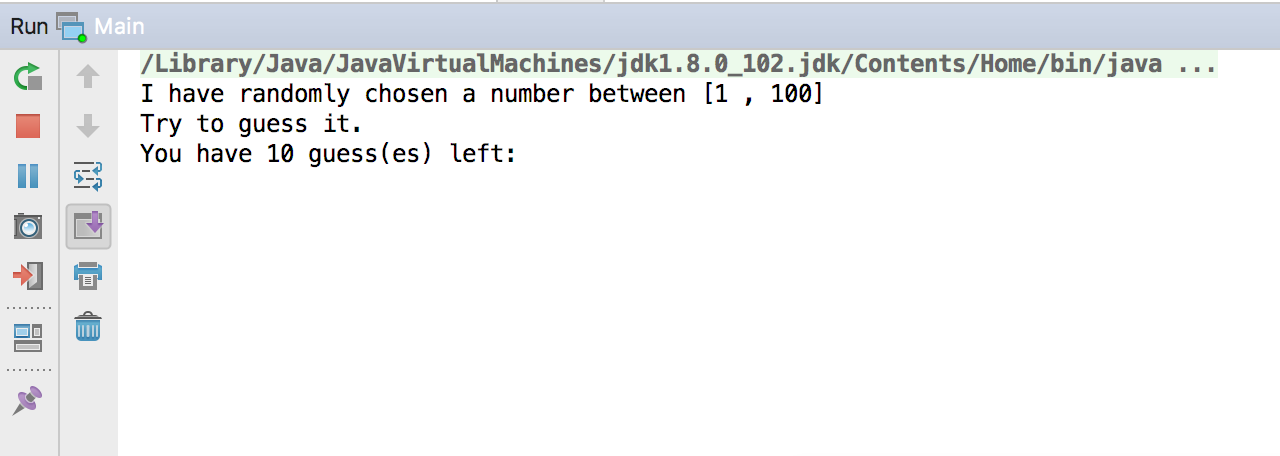 Run Main
/Library/Java/JavaVirtualMachines/jdk1.8.0_102.jdk/Contents/Home/bin/java ...
I have randomly chosen a number between [1 , 100]
Try to guess it.
You have 10 guess(es) left: